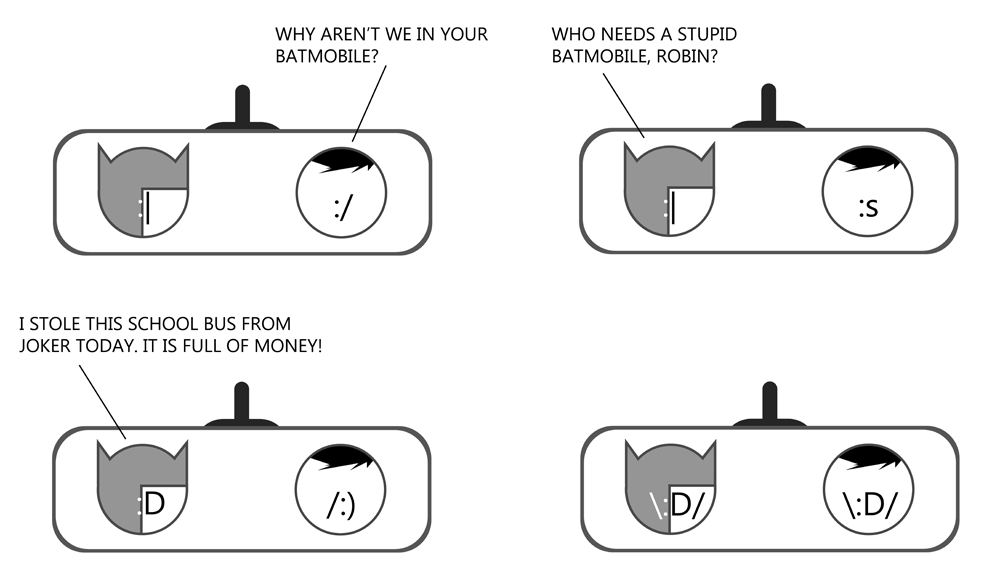 WHY AREN'T WE IN YOUR
BATMOBILE?
:|
:/
WHO NEEDS A STUPID
BATMOBILE, ROBIN?
:|
:s
I STOLE THIS SCHOOL BUS FROM
JOKER TODAY. IT IS FULL OF MONEY!
:D
/:)
\:D/
\:D/